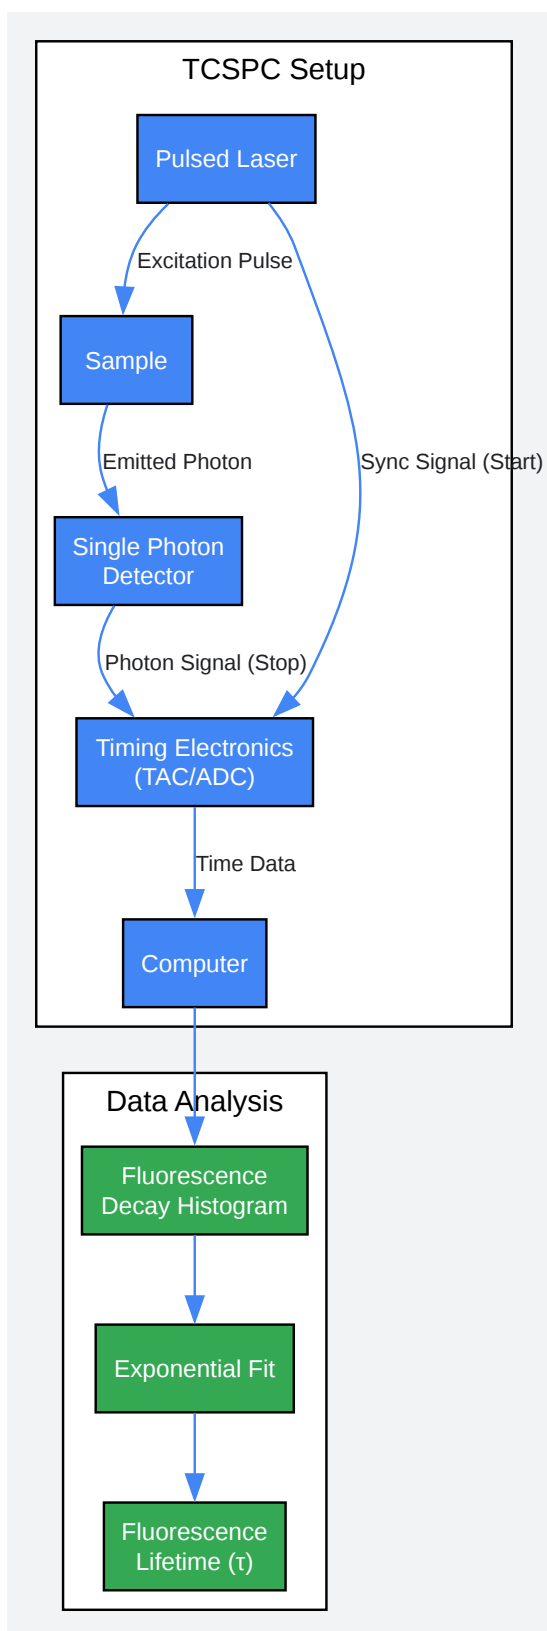 TCSPC Setup
Pulsed Laser
Excitation Pulse
Sample
Emitted Photon
Sync Signal (Start)
Single Photon
Detector
Photon Signal (Stop)
Timing Electronics
(TAC/ADC)
Time Data
Computer
Data Analysis
Fluorescence
Decay Histogram
Exponential Fit
Fluorescence
Lifetime (τ)